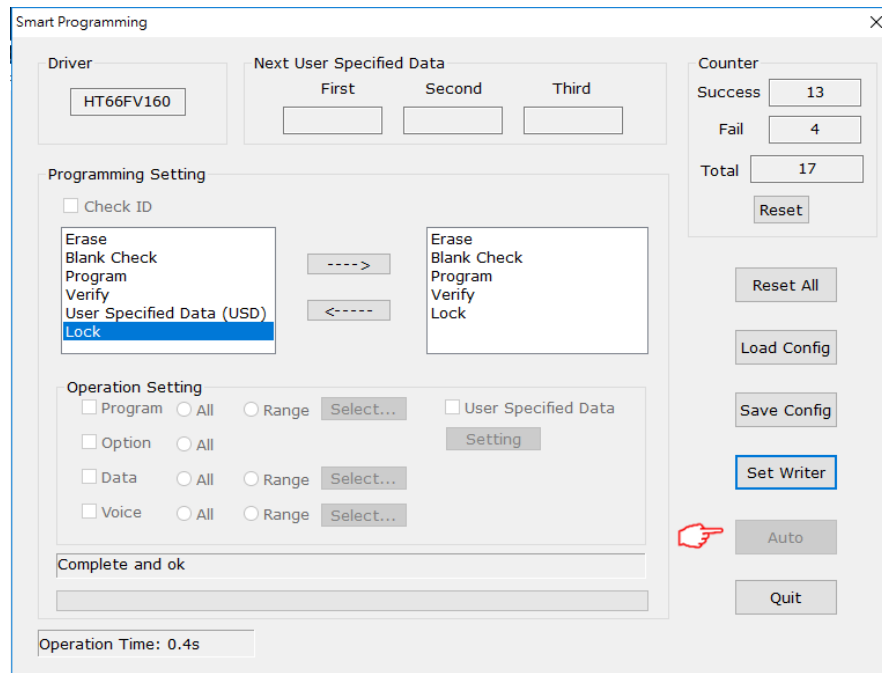 Smart Programming
Driver
HT66FV160
Next User Specified Data
First Second Third
Counter
Success 13
Fail 4
Total 17
Reset
Programming Setting
Check ID
Erase
Blank Check
Program
Verify
User Specified Data (USD)
Lock
---->
<-----
Erase
Blank Check
Program
Verify
Lock
Operation Setting
Program All Range Select... User Specified Data
Option All Setting
Data All Range Select...
Voice All Range Select...
Complete and ok
Operation Time: 0.4s
Reset All
Load Config
Save Config
Set Writer
Auto
Quit